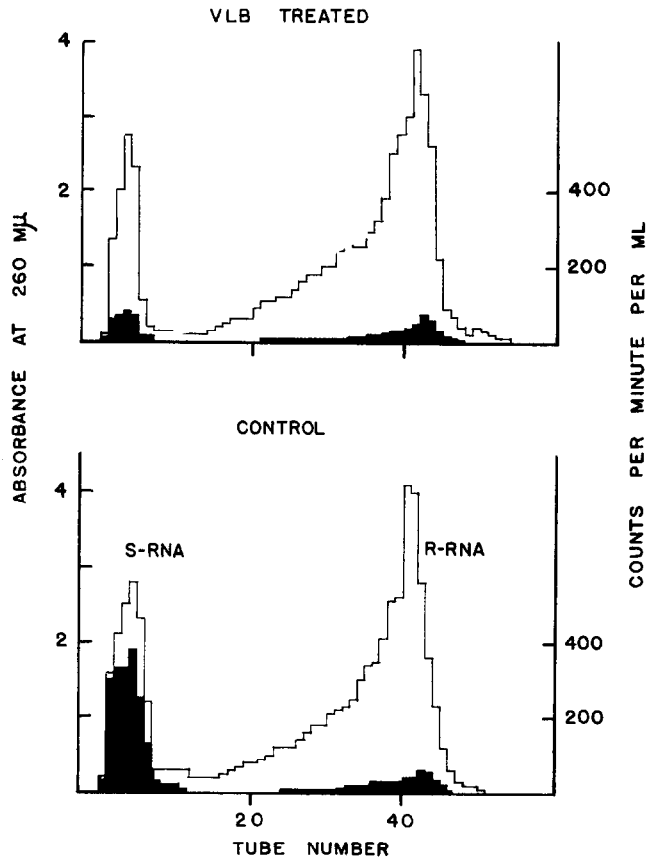 VLB TREATED
4
2
400
200
ABSORBANCE AT 260 Mμ
COUNTS PER MINUTE PER ML
CONTROL
4
S-RNA
R-RNA
2
400
200
20
40
TUBE NUMBER